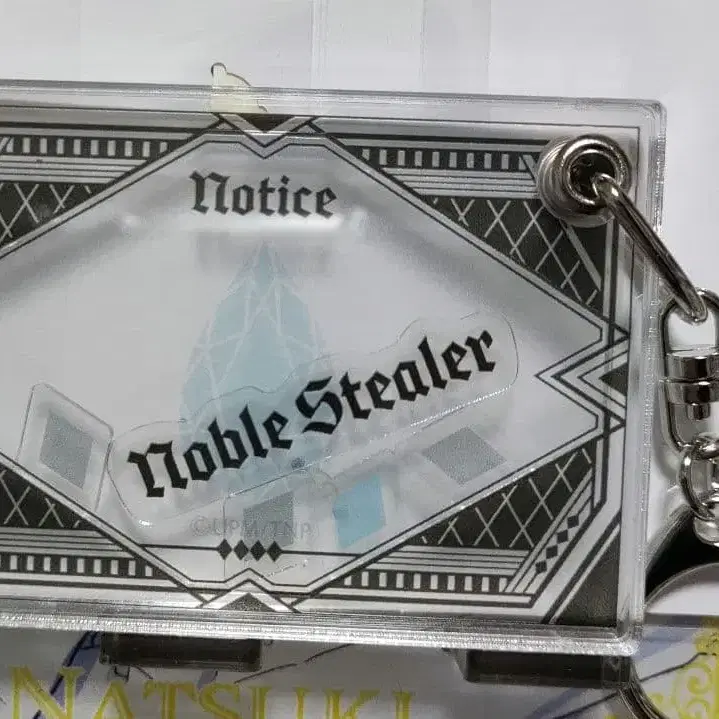 Notice
Noble Stealer
©UPM/TNP
NATSUKI